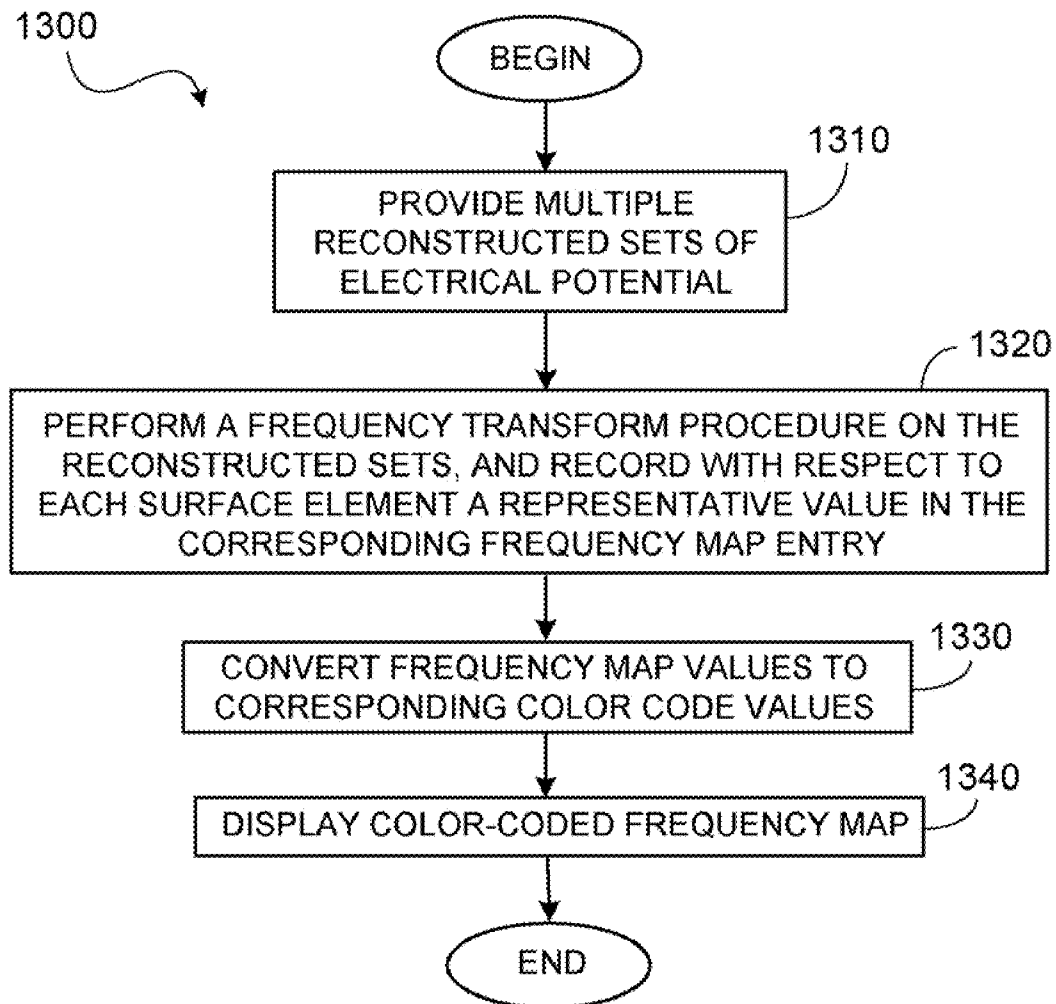 1300
BEGIN
1310
PROVIDE MULTIPLE
RECONSTRUCTED SETS OF
ELECTRICAL POTENTIAL
1320
PERFORM A FREQUENCY TRANSFORM PROCEDURE ON THE
RECONSTRUCTED SETS, AND RECORD WITH RESPECT TO
EACH SURFACE ELEMENT A REPRESENTATIVE VALUE IN THE
CORRESPONDING FREQUENCY MAP ENTRY
1330
CONVERT FREQUENCY MAP VALUES TO
CORRESPONDING COLOR CODE VALUES
1340
DISPLAY COLOR-CODED FREQUENCY MAP
END